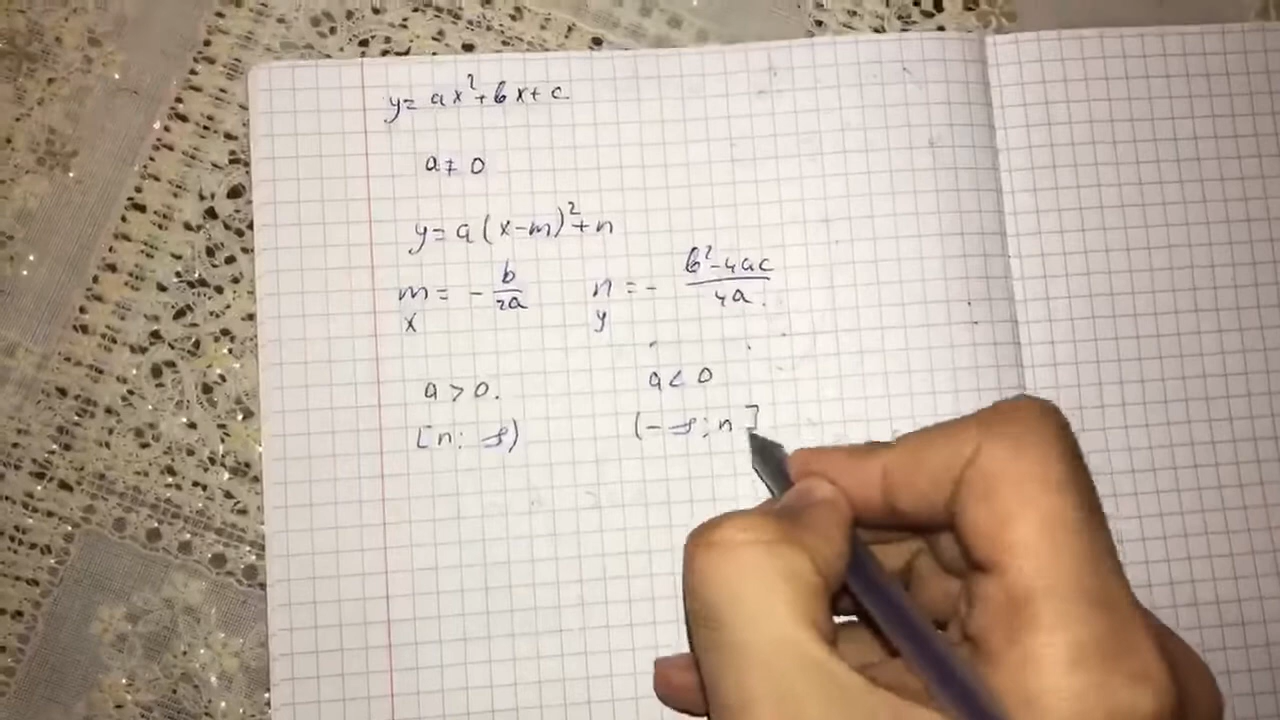 y = ax²+bx+c
a ≠ 0
y = a(x-m)²+n
m = - b/2a n = - b²-4ac/4a
x y
a > 0. a < 0
[n; ∞) (-∞; n]